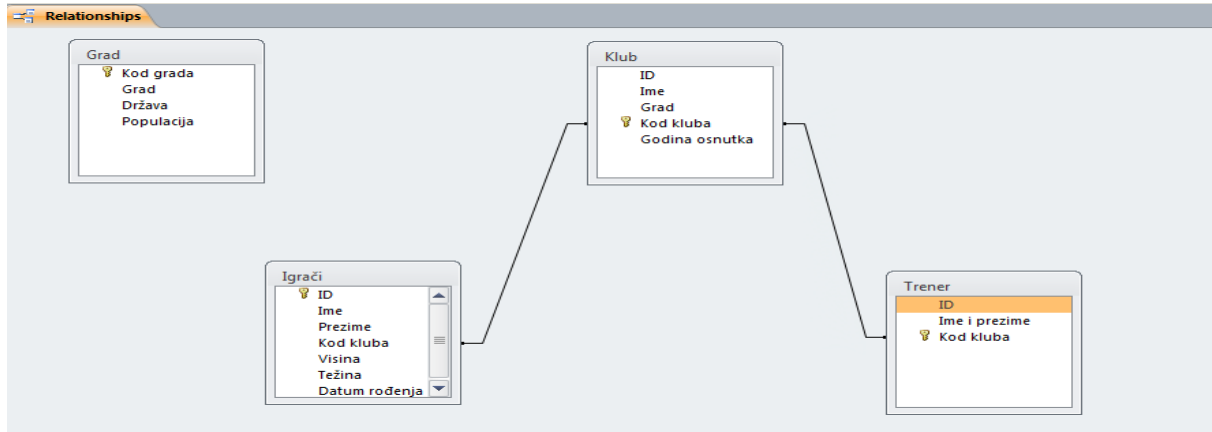 Relationships
Grad
Kod grada
Grad
Država
Populacija
Klub
ID
Ime
Grad
Kod kluba
Godina osnutka
Igrači
ID
Ime
Prezime
Kod kluba
Visina
Težina
Datum rođenja
Trener
ID
Ime i prezime
Kod kluba